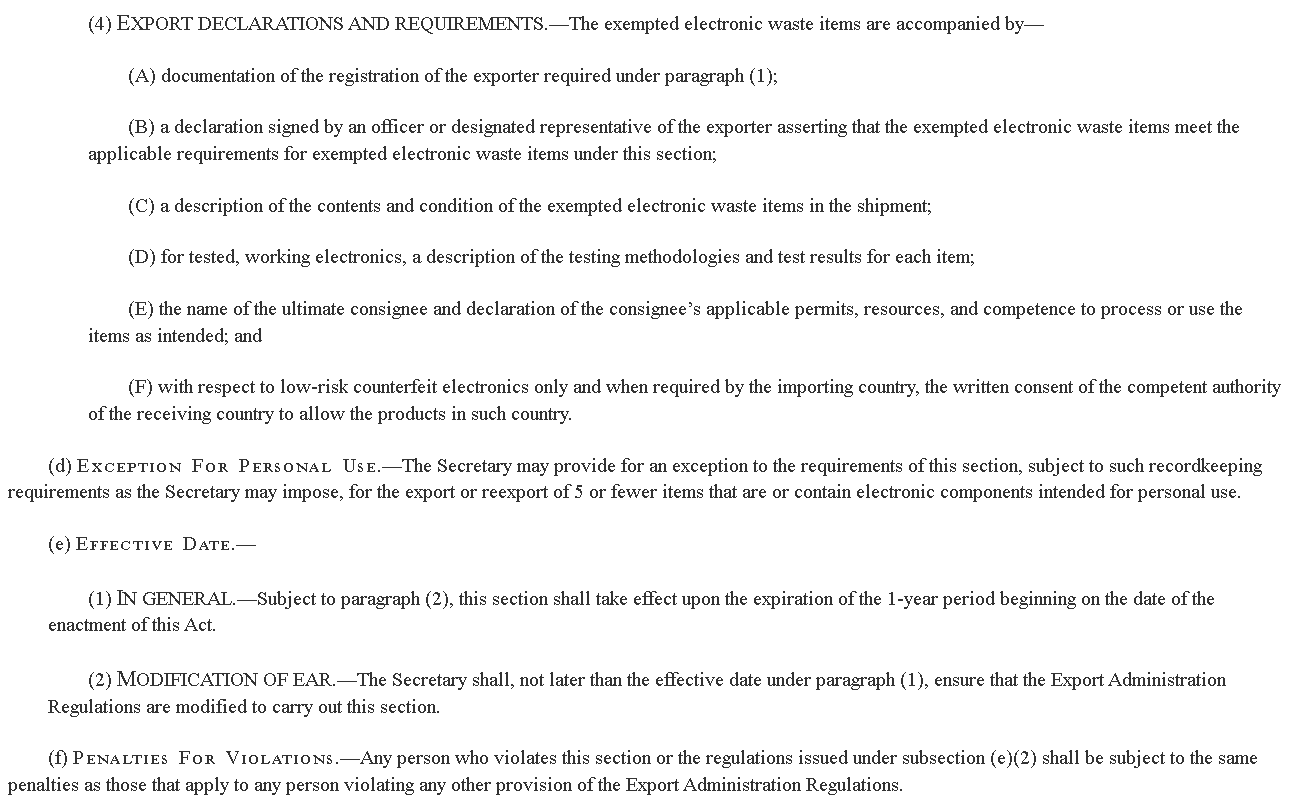 (4) EXPORT DECLARATIONS AND REQUIREMENTS.—The exempted electronic waste items are accompanied by—
(A) documentation of the registration of the exporter required under paragraph (1);
(B) a declaration signed by an officer or designated representative of the exporter asserting that the exempted electronic waste items meet the
applicable requirements for exempted electronic waste items under this section;
(C) a description of the contents and condition of the exempted electronic waste items in the shipment;
(D) for tested, working electronics, a description of the testing methodologies and test results for each item;
(E) the name of the ultimate consignee and declaration of the consignee’s applicable permits, resources, and competence to process or use the
items as intended; and
(F) with respect to low-risk counterfeit electronics only and when required by the importing country, the written consent of the competent authority
of the receiving country to allow the products in such country.
(d) EXCEPTION FOR PERSONAL USE.—The Secretary may provide for an exception to the requirements of this section, subject to such recordkeeping
requirements as the Secretary may impose, for the export or reexport of 5 or fewer items that are or contain electronic components intended for personal use.
(e) EFFECTIVE DATE.—
(1) IN GENERAL.—Subject to paragraph (2), this section shall take effect upon the expiration of the 1-year period beginning on the date of the
enactment of this Act.
(2) MODIFICATION OF EAR.—The Secretary shall, not later than the effective date under paragraph (1), ensure that the Export Administration
Regulations are modified to carry out this section.
(f) PENALTIES FOR VIOLATIONS.—Any person who violates this section or the regulations issued under subsection (e)(2) shall be subject to the same
penalties as those that apply to any person violating any other provision of the Export Administration Regulations.